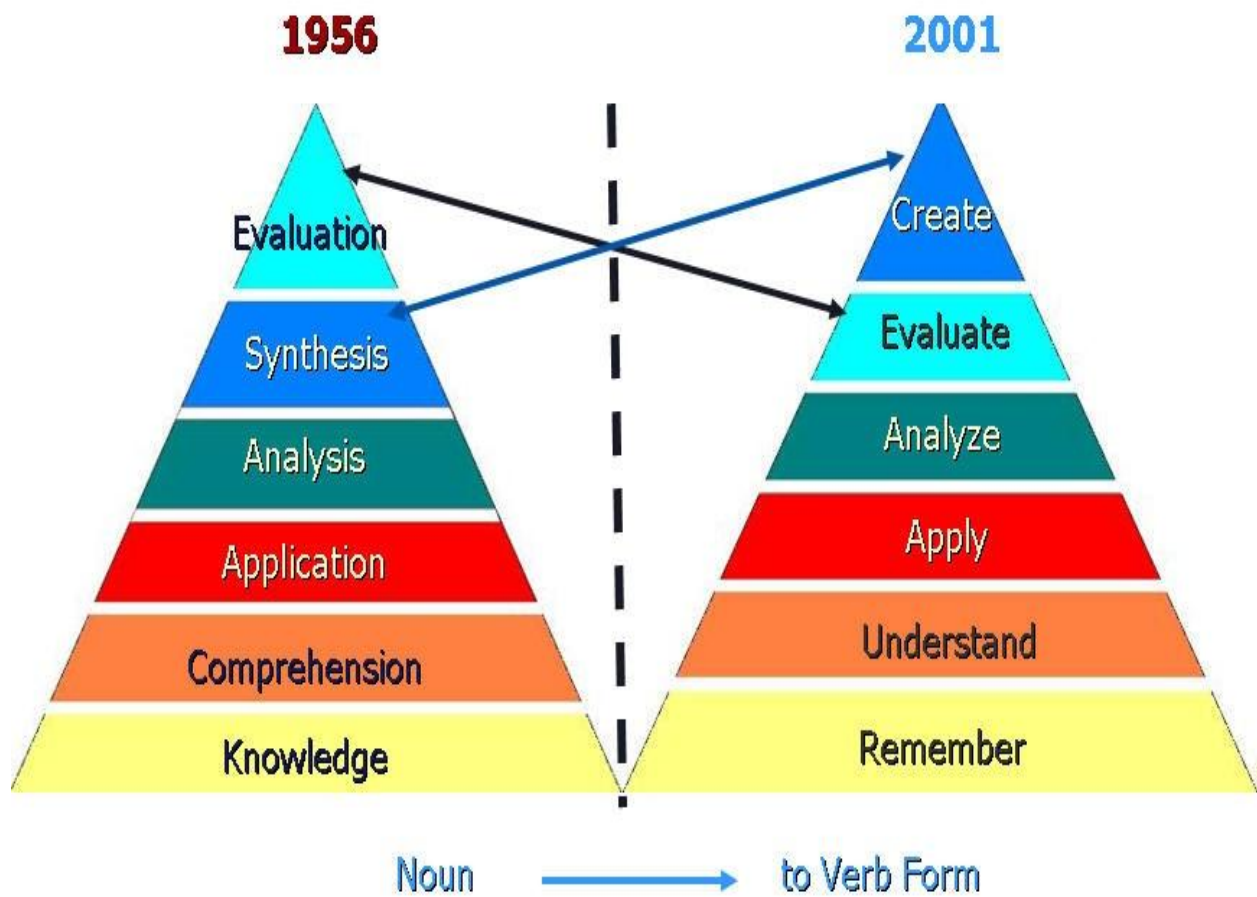 1956
Evaluation
Synthesis
Analysis
Application
Comprehension
Knowledge
2001
Create
Evaluate
Analyze
Apply
Understand
Remember
Noun to Verb Form